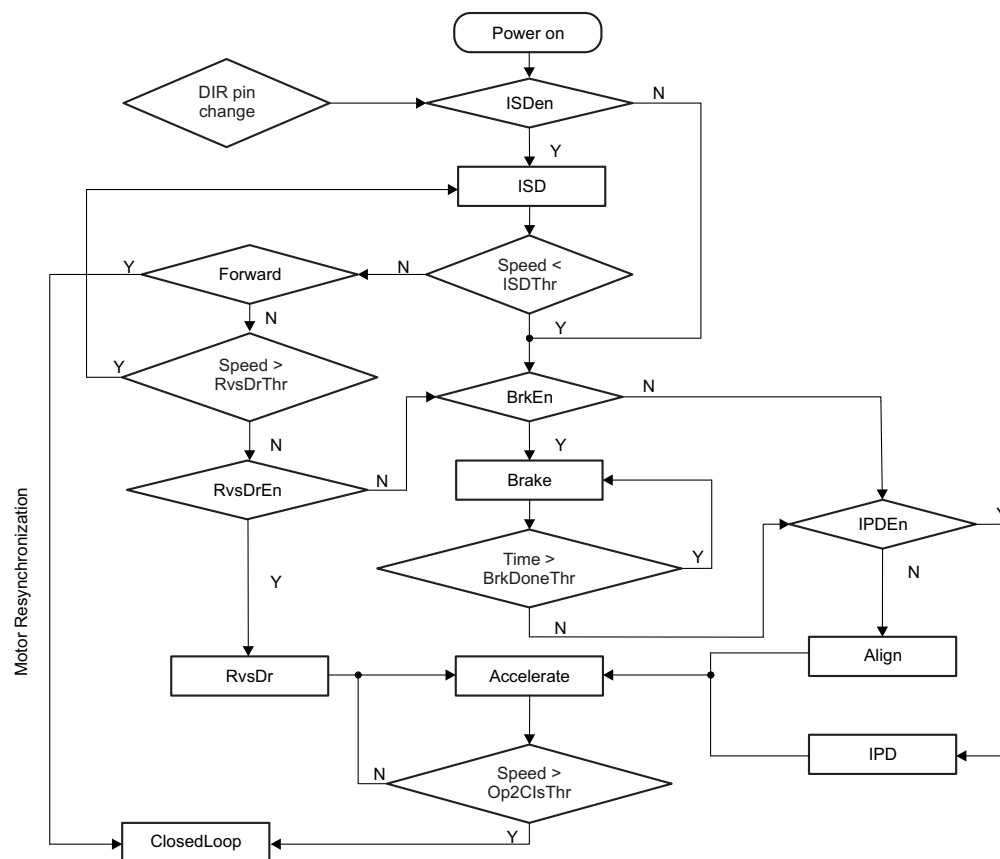 Power on
DIR pin
change
ISDen
N
Y
ISD
Y
Forward
N
Speed <
ISDThr
N
Y
Y
Speed >
RvsDrThr
BrkEn
N
N
Y
RvsDrEn
N
Brake
IPDEn
Y
Time >
BrkDoneThr
Y
N
Y
N
Motor Resynchronization
RvsDr
Accelerate
Align
N
Speed >
Op2ClsThr
IPD
ClosedLoop
Y